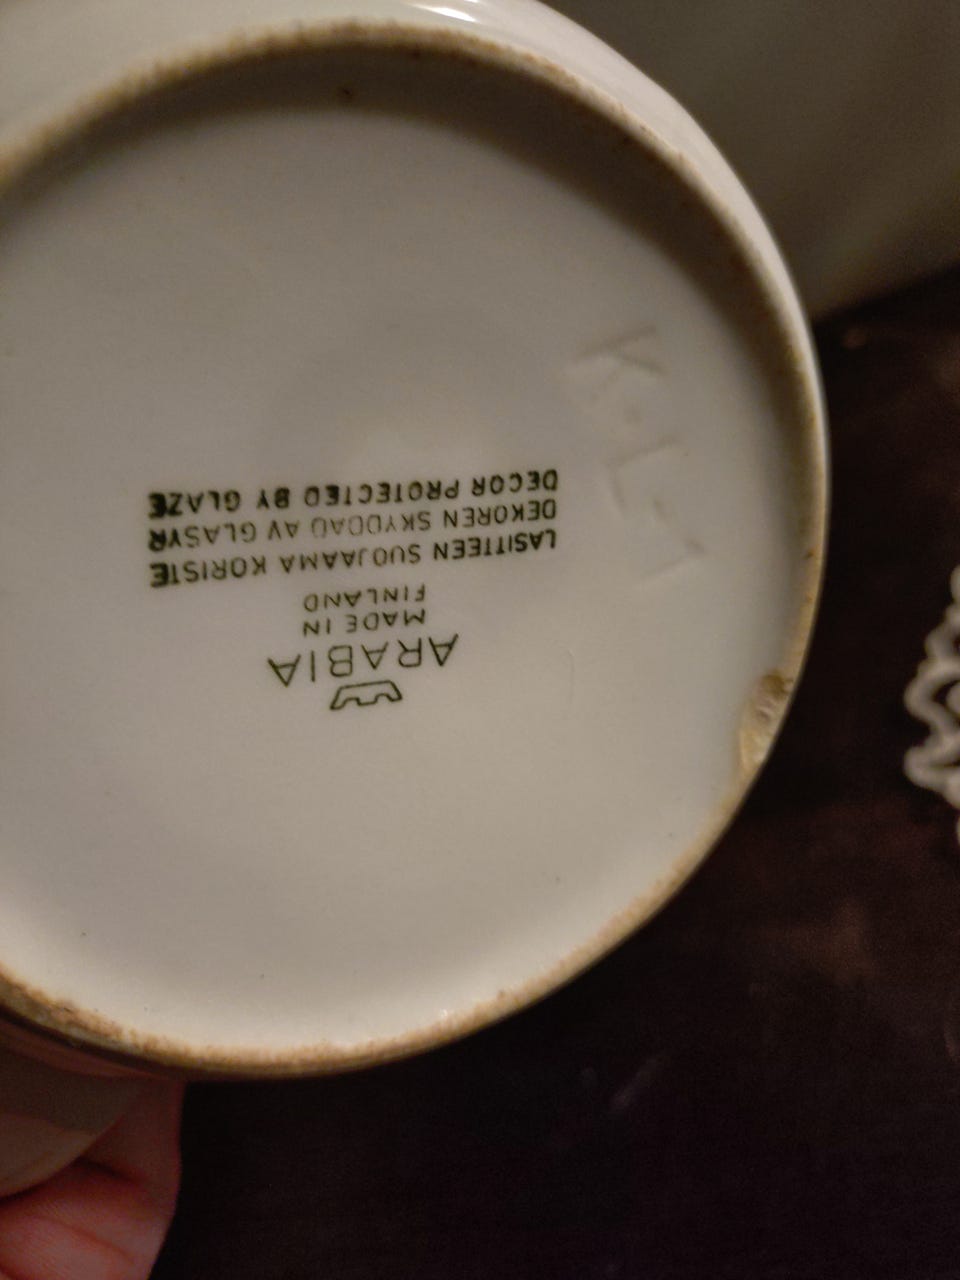 ARABIA
MADE IN
FINLAND
LASITTEEN SUOJAAMA KORISTE
DEKOREN SKYDDAD AV GLASYR
DECOR PROTECTED BY GLAZE